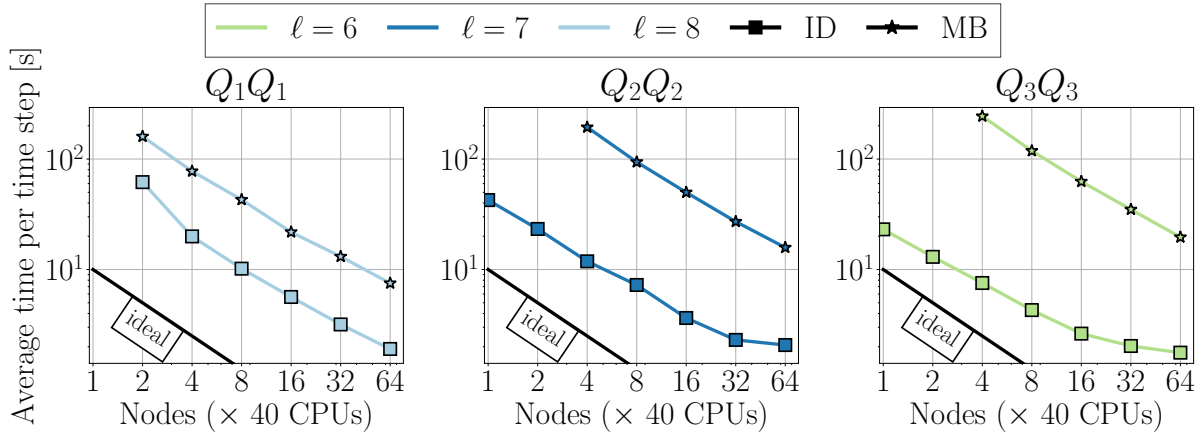 ℓ = 6 ℓ = 7 ℓ = 8 ID MB
Average time per time step [s]
Q₁Q₁
10²
10¹
ideal
1 2 4 8 16 32 64
Nodes (× 40 CPUs)
Q₂Q₂
10²
10¹
ideal
1 2 4 8 16 32 64
Nodes (× 40 CPUs)
Q₃Q₃
10²
10¹
ideal
1 2 4 8 16 32 64
Nodes (× 40 CPUs)